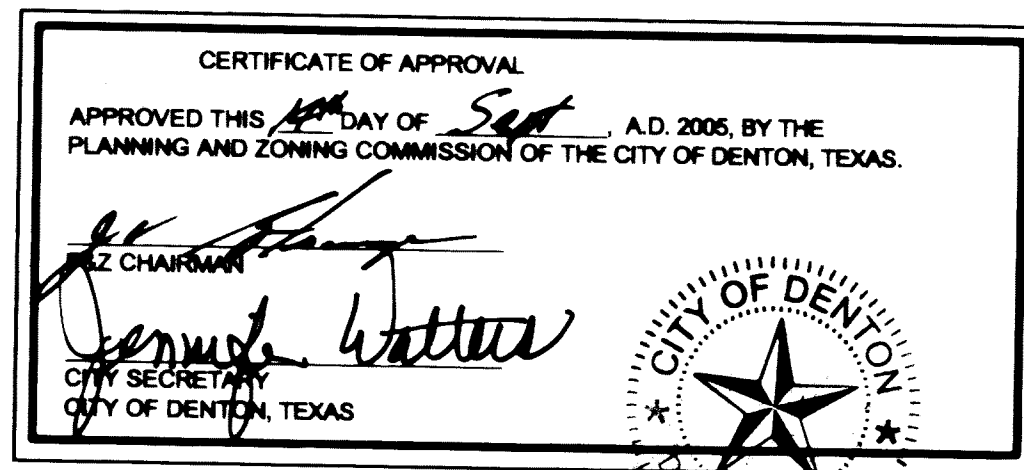 CERTIFICATE OF APPROVAL
APPROVED THIS DAY OF Sept, A.D. 2005, BY THE
PLANNING AND ZONING COMMISSION OF THE CITY OF DENTON, TEXAS.
P&Z CHAIRMAN
Jennifer Walters
CITY SECRETARY
CITY OF DENTON, TEXAS
CITY OF DENTON